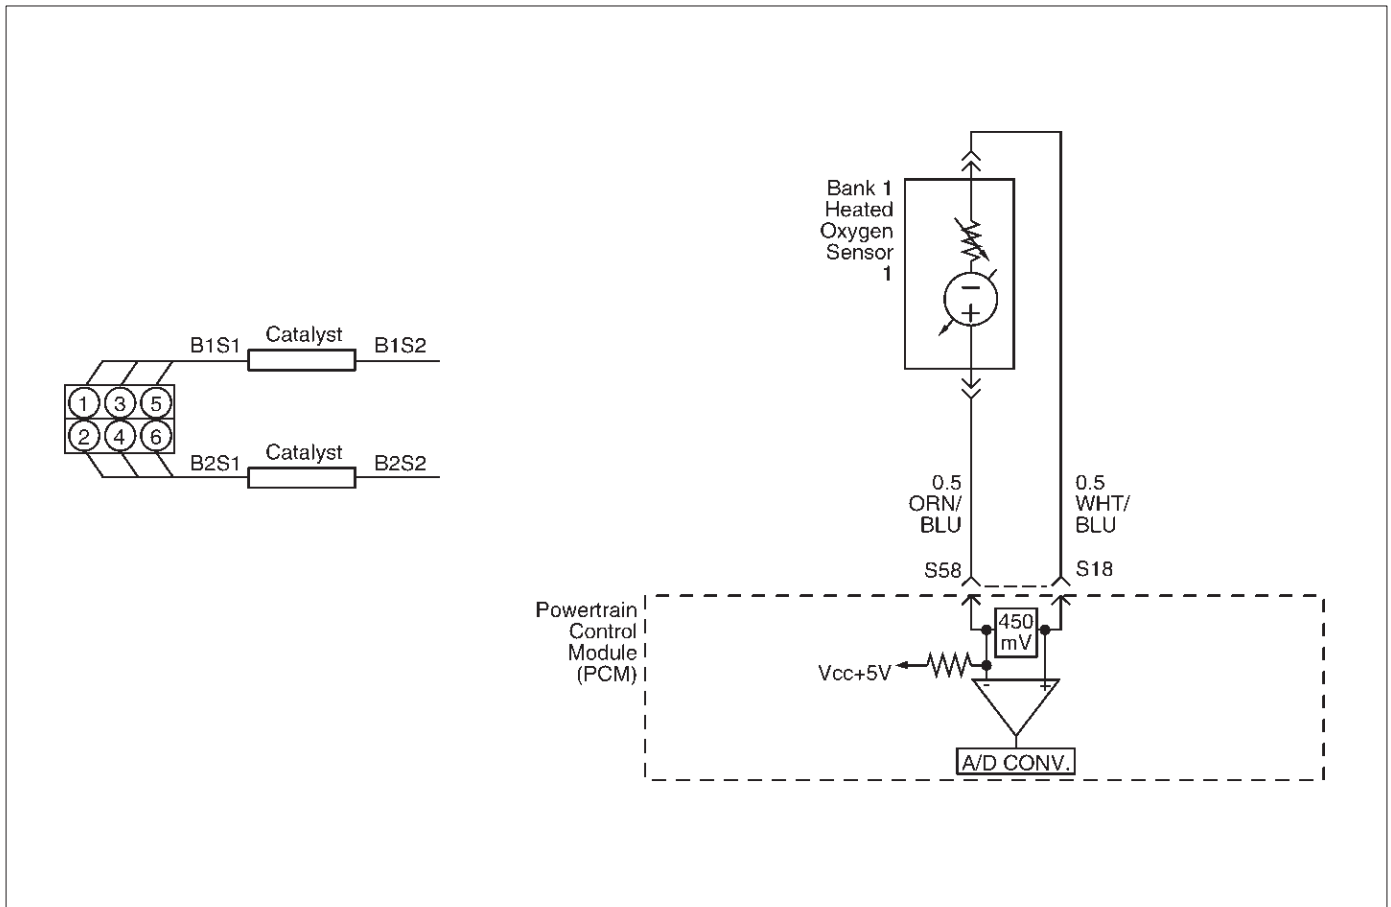 Bank 1
Heated
Oxygen
Sensor
1
−
+
B1S1 Catalyst B1S2
1 3 5
2 4 6
B2S1 Catalyst B2S2
0.5
ORN/
BLU
0.5
WHT/
BLU
S58
S18
Powertrain
Control
Module
(PCM)
450
mV
Vcc+5V
- +
A/D CONV.